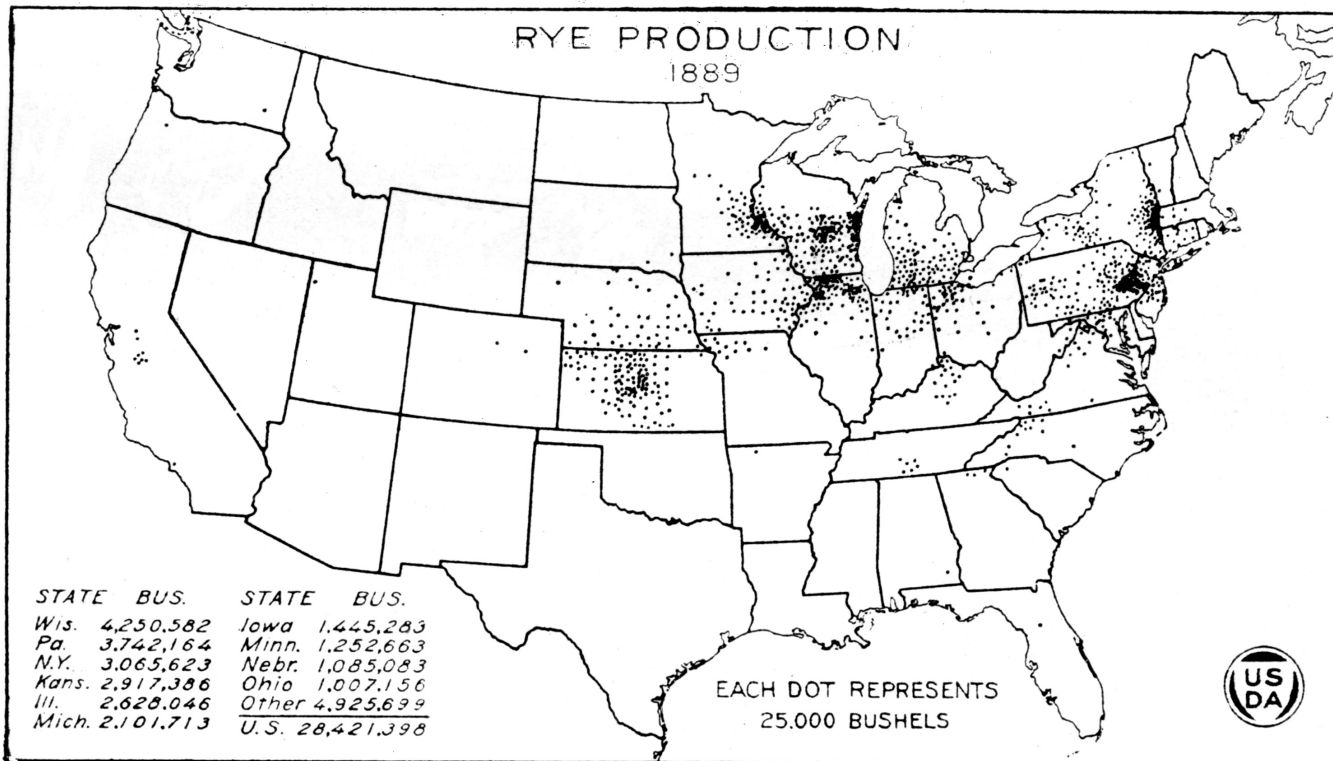 RYE PRODUCTION
1889
STATE BUS. STATE BUS.
Wis. 4,250,582 Iowa 1,445,283
Pa. 3,742,164 Minn. 1,252,663
N.Y. 3,065,623 Nebr. 1,085,083
Kans. 2,917,386 Ohio 1,007,156
Ill. 2,628,046 Other 4,925,699
Mich. 2,101,713 U.S. 28,421,398
EACH DOT REPRESENTS
25,000 BUSHELS
US
DA